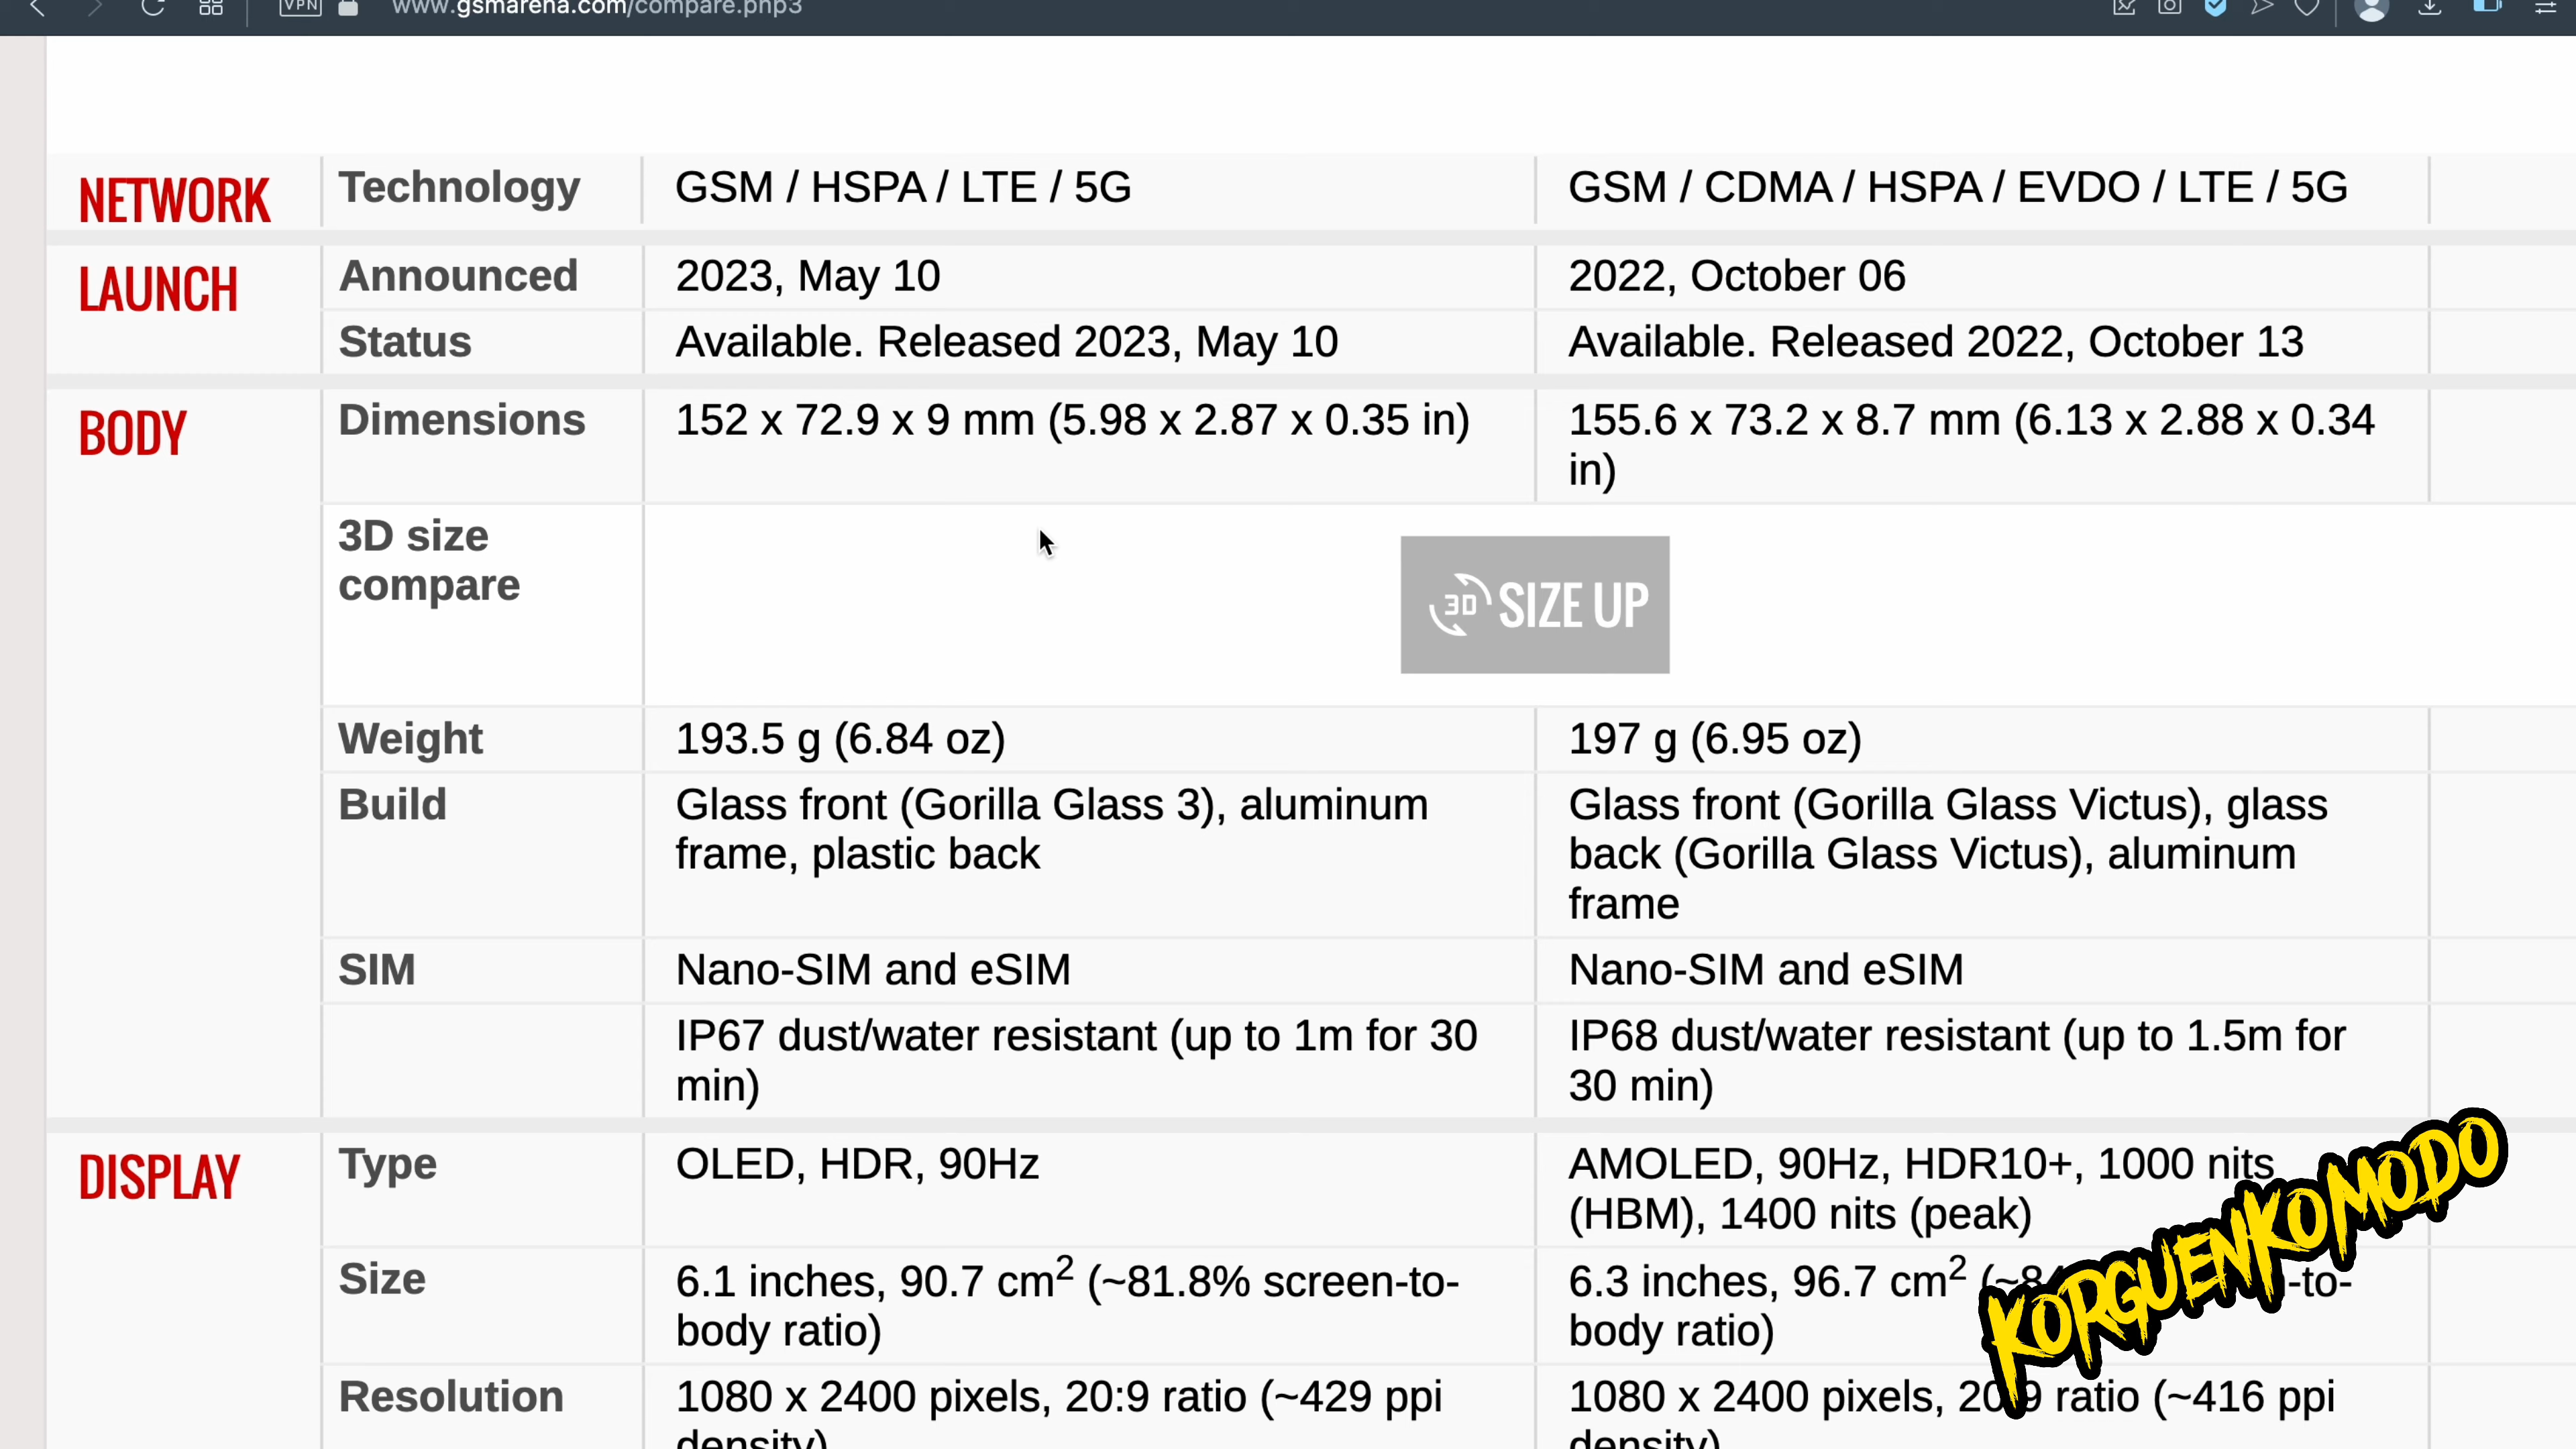 VPN
www.gsmarena.com/compare.php3
NETWORK
Technology
GSM / HSPA / LTE / 5G
GSM / CDMA / HSPA / EVDO / LTE / 5G
LAUNCH
Announced
2023, May 10
2022, October 06
Status
Available. Released 2023, May 10
Available. Released 2022, October 13
BODY
Dimensions
152 x 72.9 x 9 mm (5.98 x 2.87 x 0.35 in)
155.6 x 73.2 x 8.7 mm (6.13 x 2.88 x 0.34
in)
3D size
compare
3D SIZE UP
Weight
193.5 g (6.84 oz)
197 g (6.95 oz)
Build
Glass front (Gorilla Glass 3), aluminum
frame, plastic back
Glass front (Gorilla Glass Victus), glass
back (Gorilla Glass Victus), aluminum
frame
SIM
Nano-SIM and eSIM
Nano-SIM and eSIM
IP67 dust/water resistant (up to 1m for 30
min)
IP68 dust/water resistant (up to 1.5m for
30 min)
DISPLAY
Type
OLED, HDR, 90Hz
AMOLED, 90Hz, HDR10+, 1000 nits
(HBM), 1400 nits (peak)
Size
6.1 inches, 90.7 cm² (~81.8% screen-to-
body ratio)
6.3 inches, 96.7 cm² -to-
body ratio)
Resolution
1080 x 2400 pixels, 20:9 ratio (~429 ppi
density)
1080 x 2400 pixels, 20:9 ratio (~416 ppi
density)
KORGUENKOMODO